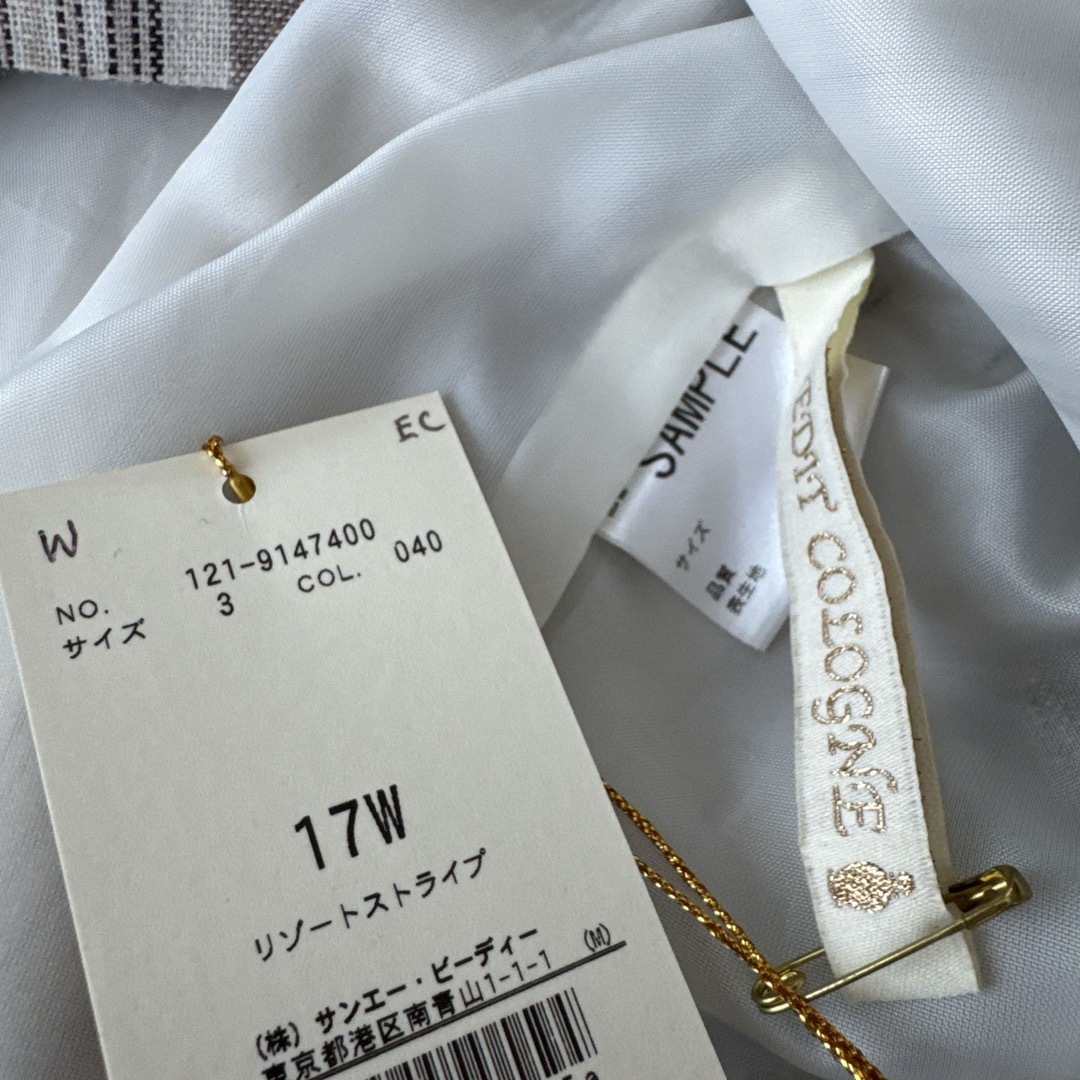 W
EC
NO. 121-9147400
サイズ 3 COL. 040
17W
リゾートストライプ
(株) サンエー・ビーディー (M)
東京都港区南青山1-1-1
SAMPLE
サイズ
品質
表生地
EDIT COLOGNE